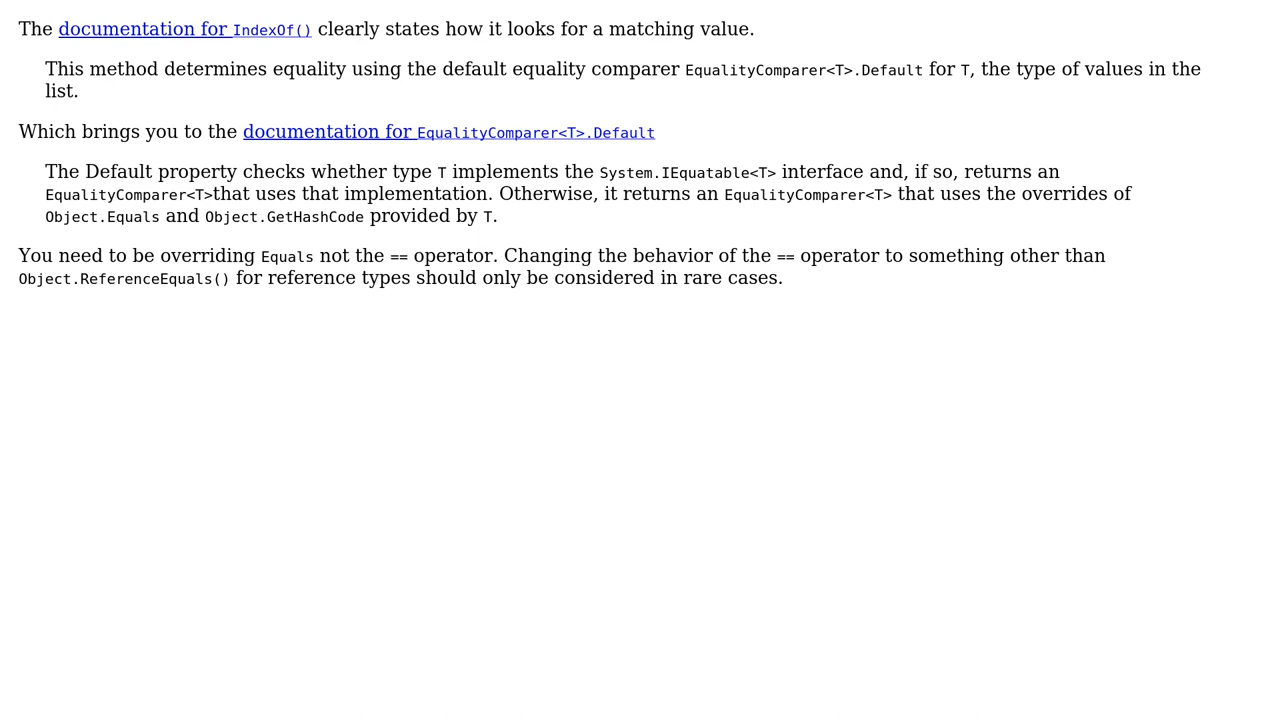 The documentation for IndexOf() clearly states how it looks for a matching value.
This method determines equality using the default equality comparer EqualityComparer<T>.Default for T, the type of values in the
list.
Which brings you to the documentation for EqualityComparer<T>.Default
The Default property checks whether type T implements the System.IEquatable<T> interface and, if so, returns an
EqualityComparer<T>that uses that implementation. Otherwise, it returns an EqualityComparer<T> that uses the overrides of
Object.Equals and Object.GetHashCode provided by T.
You need to be overriding Equals not the == operator. Changing the behavior of the == operator to something other than
Object.ReferenceEquals() for reference types should only be considered in rare cases.